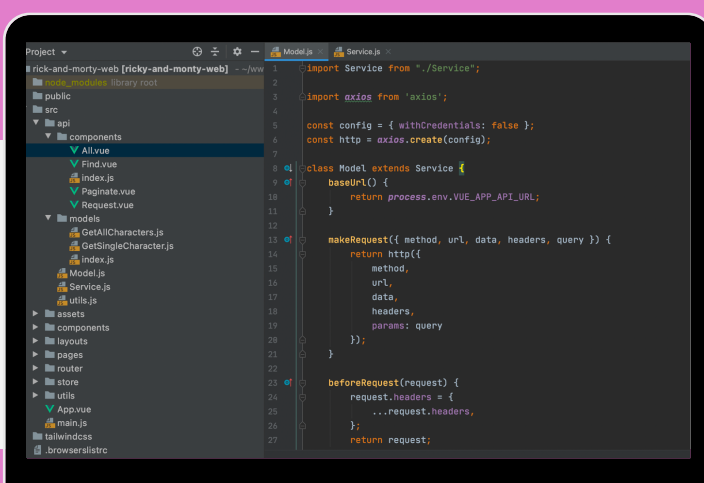 Project
Model.js
Service.js
rick-and-morty-web [ricky-and-monty-web] ~/ww
node_modules library root
public
src
api
components
All.vue
Find.vue
index.js
Paginate.vue
Request.vue
models
GetAllCharacters.js
GetSingleCharacter.js
index.js
Model.js
Service.js
utils.js
assets
components
layouts
pages
router
store
utils
App.vue
main.js
tailwindcss
.browserslistrc
1 import Service from "./Service";
2
3 import axios from 'axios';
4
5 const config = { withCredentials: false };
6 const http = axios.create(config);
7
8 class Model extends Service {
9 baseUrl() {
10 return process.env.VUE_APP_API_URL;
11 }
12
13 makeRequest({ method, url, data, headers, query }) {
14 return http({
15 method,
16 url,
17 data,
18 headers,
19 params: query
20 });
21 }
22
23 beforeRequest(request) {
24 request.headers = {
25 ...request.headers,
26 };
27 return request;